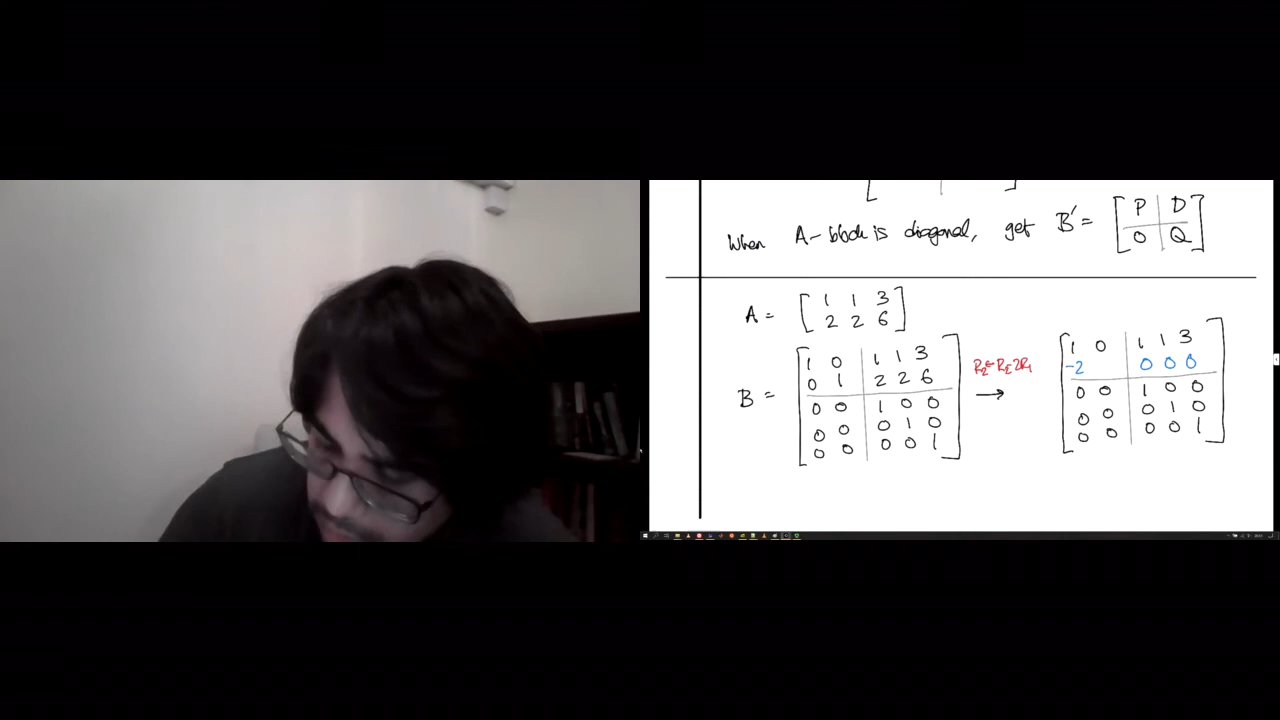 When A-block is diagonal, get B' = [ P | D ]
[ 0 | Q ]
A = [ 1 1 3 ]
[ 2 2 6 ]
B = [ 1 0 | 1 1 3 ] R₂←R₂-2R₁ → [ 1 0 | 1 1 3 ]
[ 0 1 | 2 2 6 ] [ -2 | 0 0 0 ]
[ 0 0 | 1 0 0 ] [ 0 0 | 1 0 0 ]
[ 0 0 | 0 1 0 ] [ 0 0 | 0 1 0 ]
[ 0 0 | 0 0 1 ] [ 0 0 | 0 0 1 ]